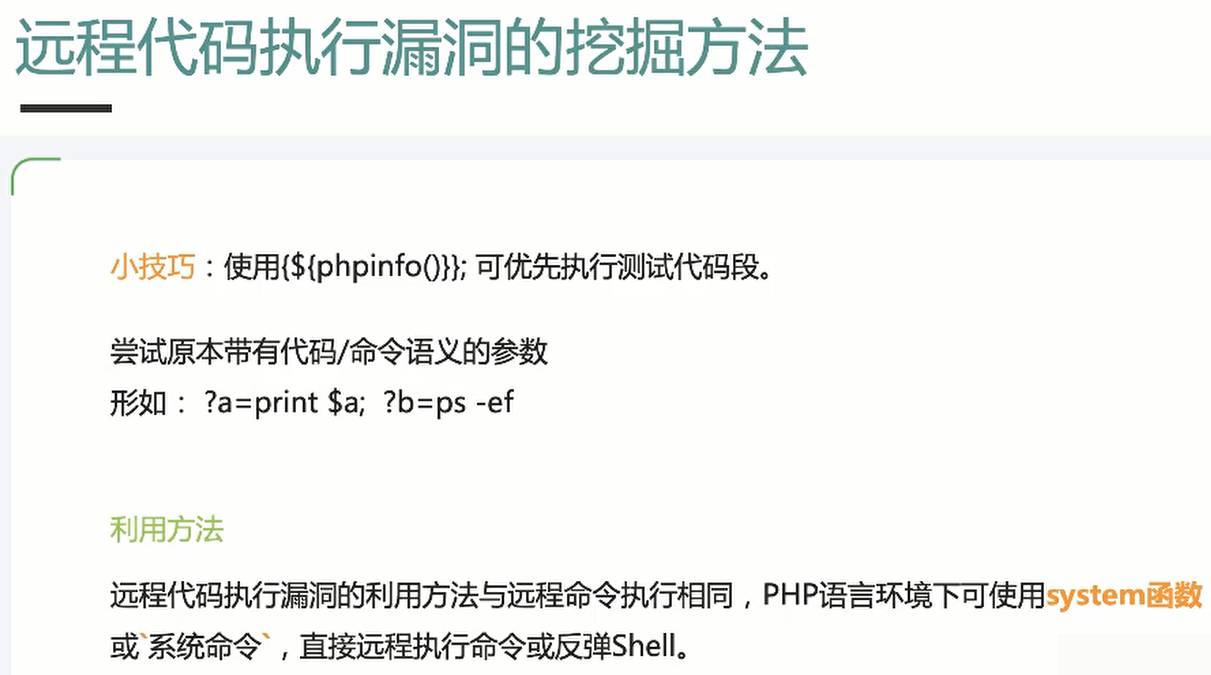 远程代码执行漏洞的挖掘方法
小技巧：使用{${phpinfo()}}; 可优先执行测试代码段。
尝试原本带有代码/命令语义的参数
形如： ?a=print $a;  ?b=ps -ef
利用方法
远程代码执行漏洞的利用方法与远程命令执行相同，PHP语言环境下可使用system函数
或`系统命令`，直接远程执行命令或反弹Shell。